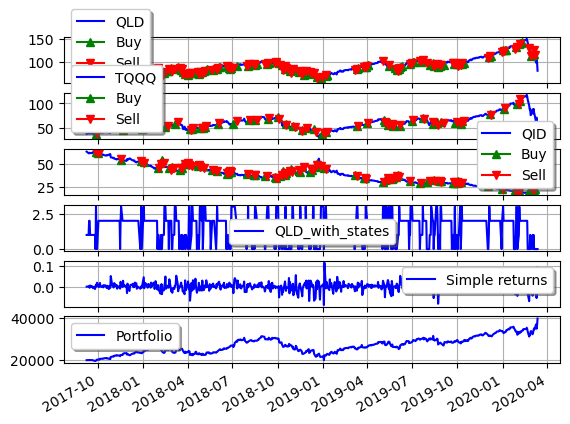 QLD
Buy
Sell
150
100
TQQQ
Buy
Sell
100
50
QID
Buy
Sell
50
25
QLD_with_states
2.5
0.0
Simple returns
0.1
0.0
Portfolio
40000
20000
2017-10 2018-01 2018-04 2018-07 2018-10 2019-01 2019-04 2019-07 2019-10 2020-01 2020-04